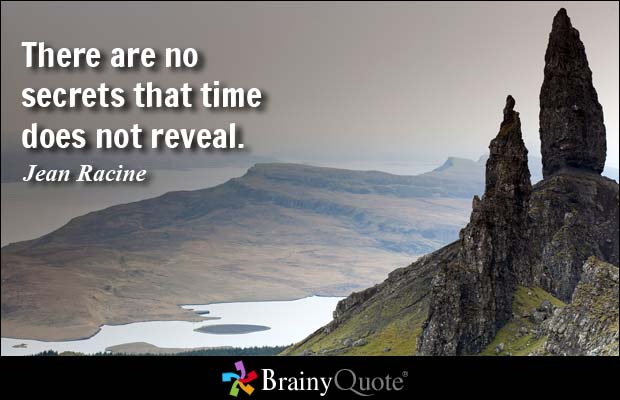 There are no
secrets that time
does not reveal.
Jean Racine
BrainyQuote®